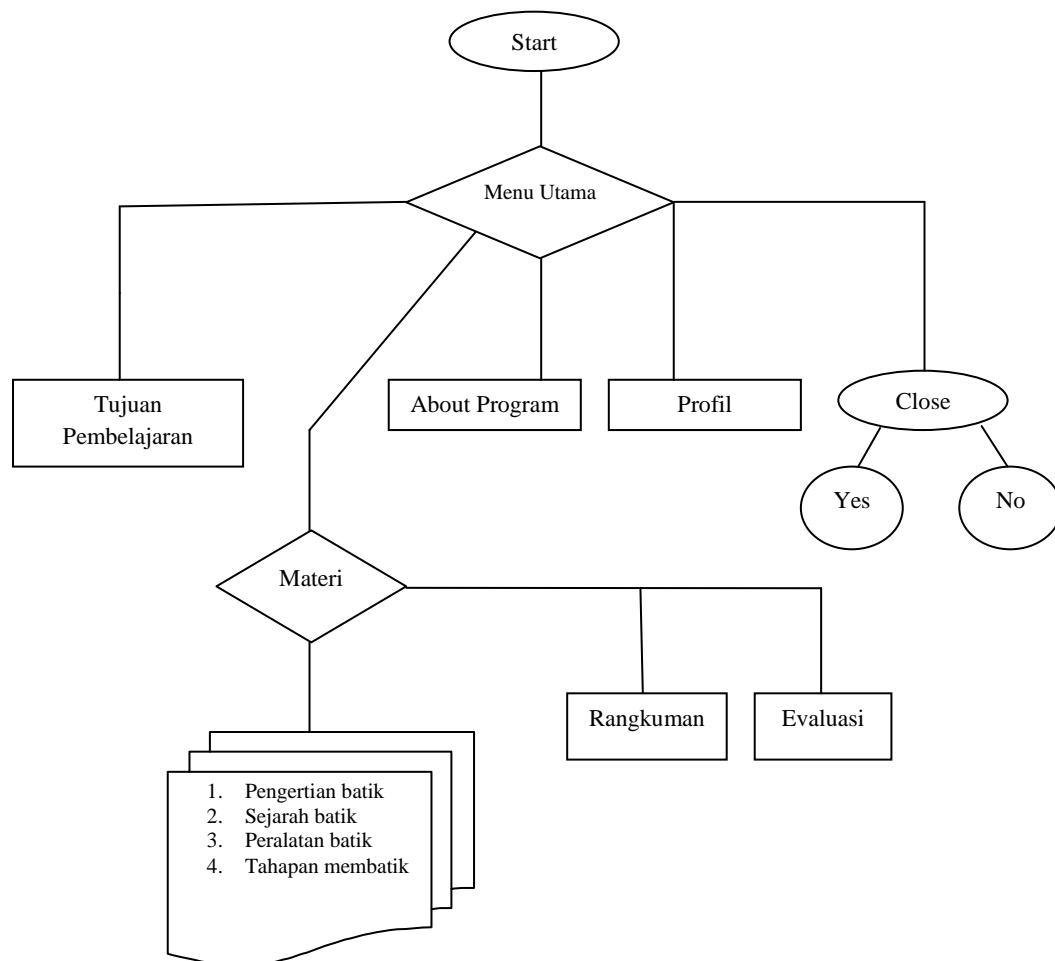 Start
Menu Utama
Tujuan
Pembelajaran
About Program
Profil
Close
Yes
No
Materi
Rangkuman
Evaluasi
1. Pengertian batik
2. Sejarah batik
3. Peralatan batik
4. Tahapan membatik